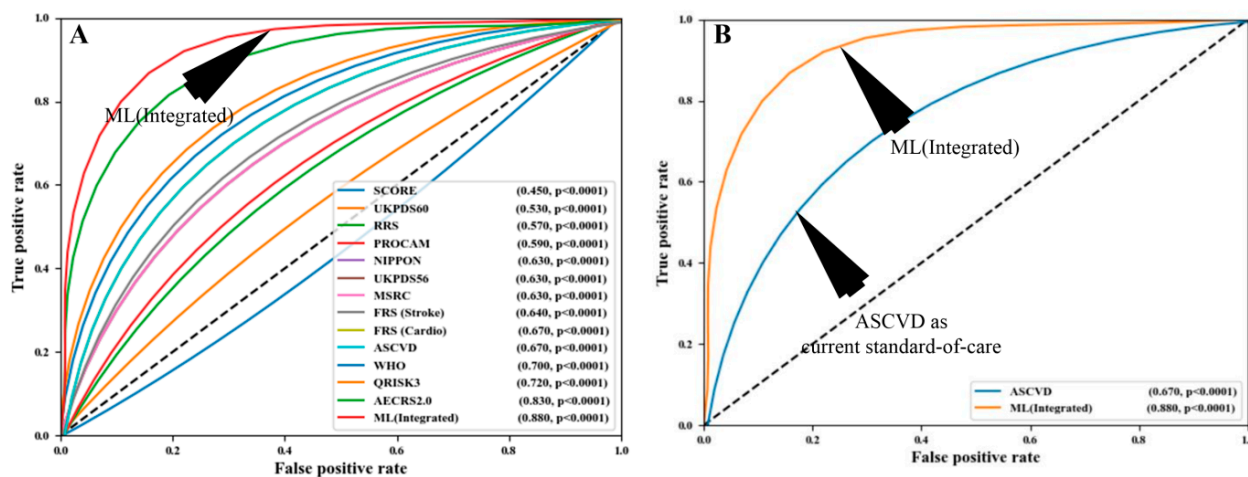 A
ML(Integrated)
True positive rate
1.0
0.8
0.6
0.4
0.2
0.0
SCORE (0.450, p<0.0001)
UKPDS60 (0.530, p<0.0001)
RRS (0.570, p<0.0001)
PROCAM (0.590, p<0.0001)
NIPPON (0.630, p<0.0001)
UKPDS56 (0.630, p<0.0001)
MSRC (0.630, p<0.0001)
FRS (Stroke) (0.640, p<0.0001)
FRS (Cardio) (0.670, p<0.0001)
ASCVD (0.670, p<0.0001)
WHO (0.700, p<0.0001)
QRISK3 (0.720, p<0.0001)
AECRS2.0 (0.830, p<0.0001)
ML(Integrated) (0.880, p<0.0001)
0.0 0.2 0.4 0.6 0.8 1.0
False positive rate
B
ML(Integrated)
ASCVD as
current standard-of-care
True positive rate
1.0
0.8
0.6
0.4
0.2
0.0
ASCVD (0.670, p<0.0001)
ML(Integrated) (0.880, p<0.0001)
0.0 0.2 0.4 0.6 0.8 1.0
False positive rate